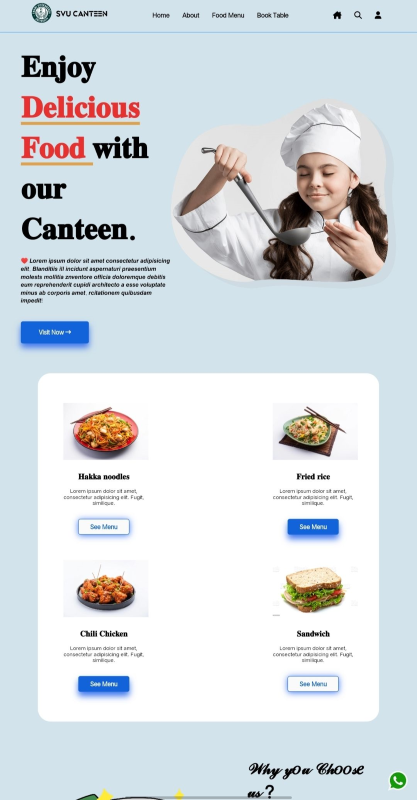 SVU CANTEEN
Home About Food Menu Book Table
Enjoy
Delicious
Food with
our
Canteen.
❤️ Lorem ipsum dolor sit amet consectetur adipisicing
elit. Blanditiis ill incidunt aspernaturi praesentium
molests mollitia znventore officia doloremque debitis
eum reprehenderit cupidi architecto a esse voluptate
minus ab corporis amet. rcitationem quibusdam
impedit!
Visit Now →
Hakka noodles
Lorem ipsum dolor sit amet,
consectetur adipisicing elit. Fugit,
similique.
See Menu
Fried rice
Lorem ipsum dolor sit amet,
consectetur adipisicing elit. Fugit,
similique.
See Menu
Chili Chicken
Lorem ipsum dolor sit amet,
consectetur adipisicing elit. Fugit,
similique.
See Menu
Sandwich
Lorem ipsum dolor sit amet,
consectetur adipisicing elit. Fugit,
similique.
See Menu
Why yOu ChOOsE
us ?